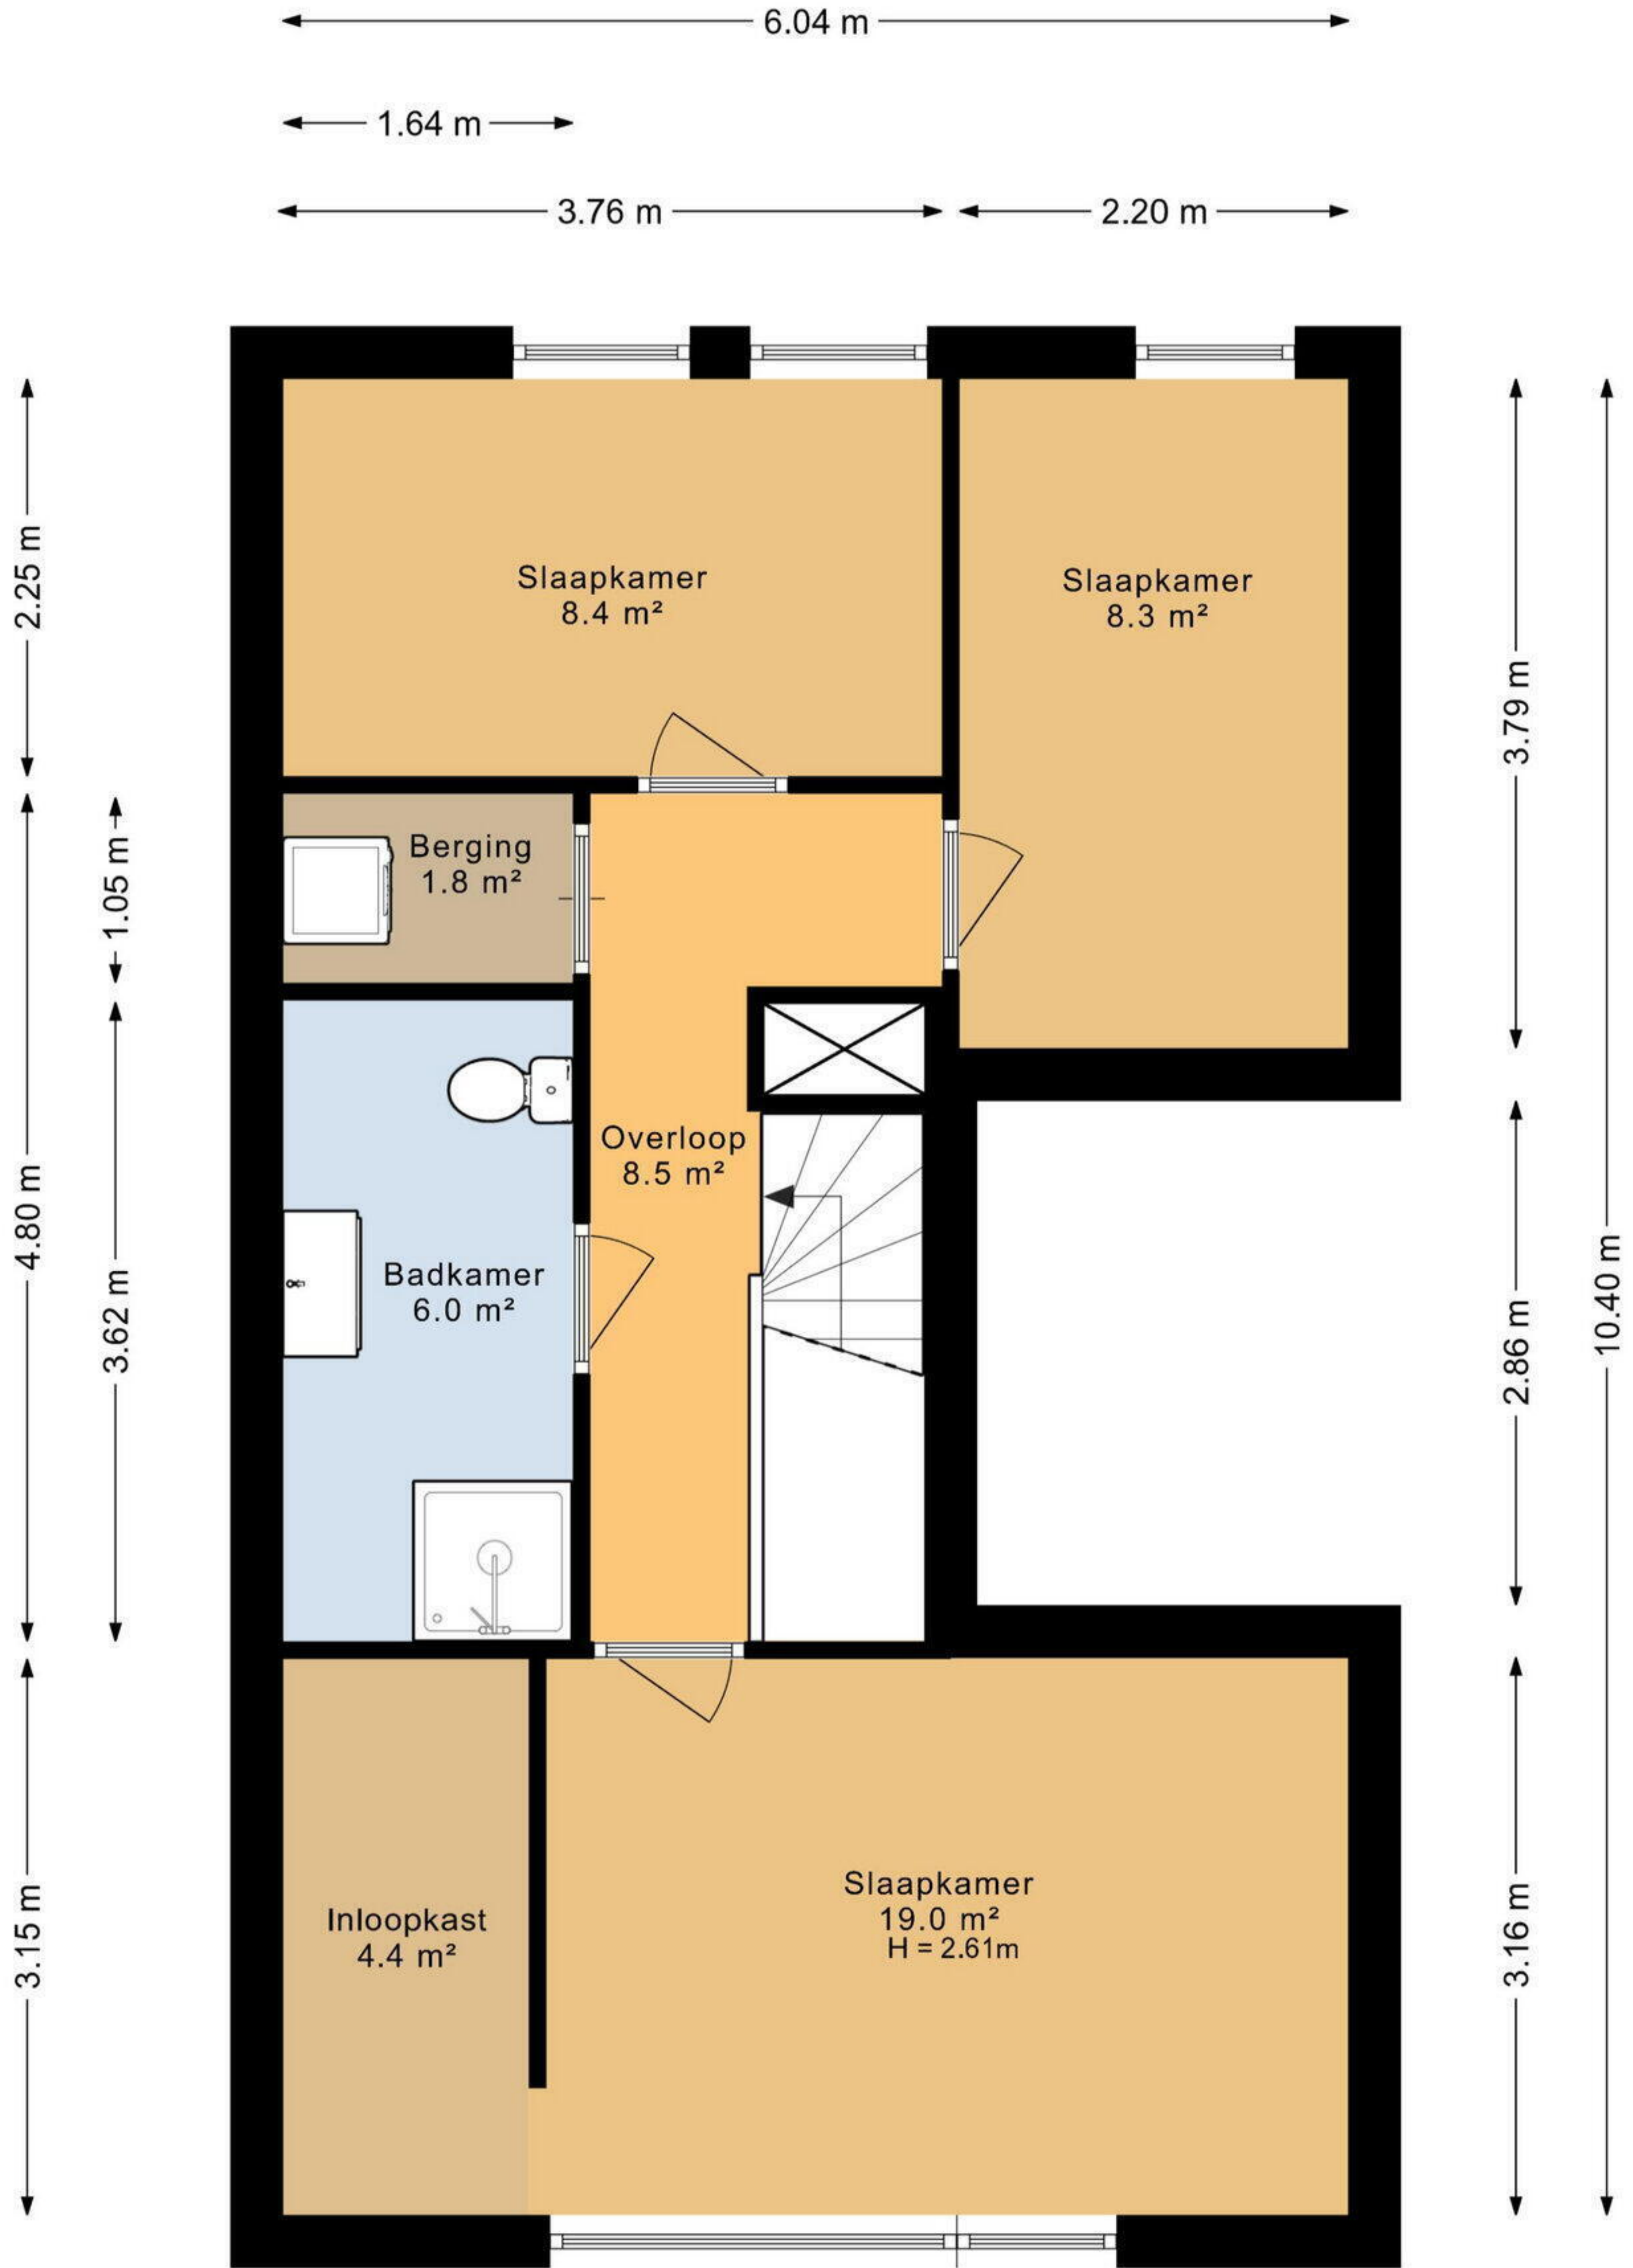 6.04 m
1.64 m
3.76 m
2.20 m
2.25 m
Slaapkamer
8.4 m²
Slaapkamer
8.3 m²
3.79 m
1.05 m
Berging
1.8 m²
4.80 m
Overloop
8.5 m²
3.62 m
Badkamer
6.0 m²
2.86 m
10.40 m
3.15 m
Inloopkast
4.4 m²
Slaapkamer
19.0 m²
H = 2.61m
3.16 m